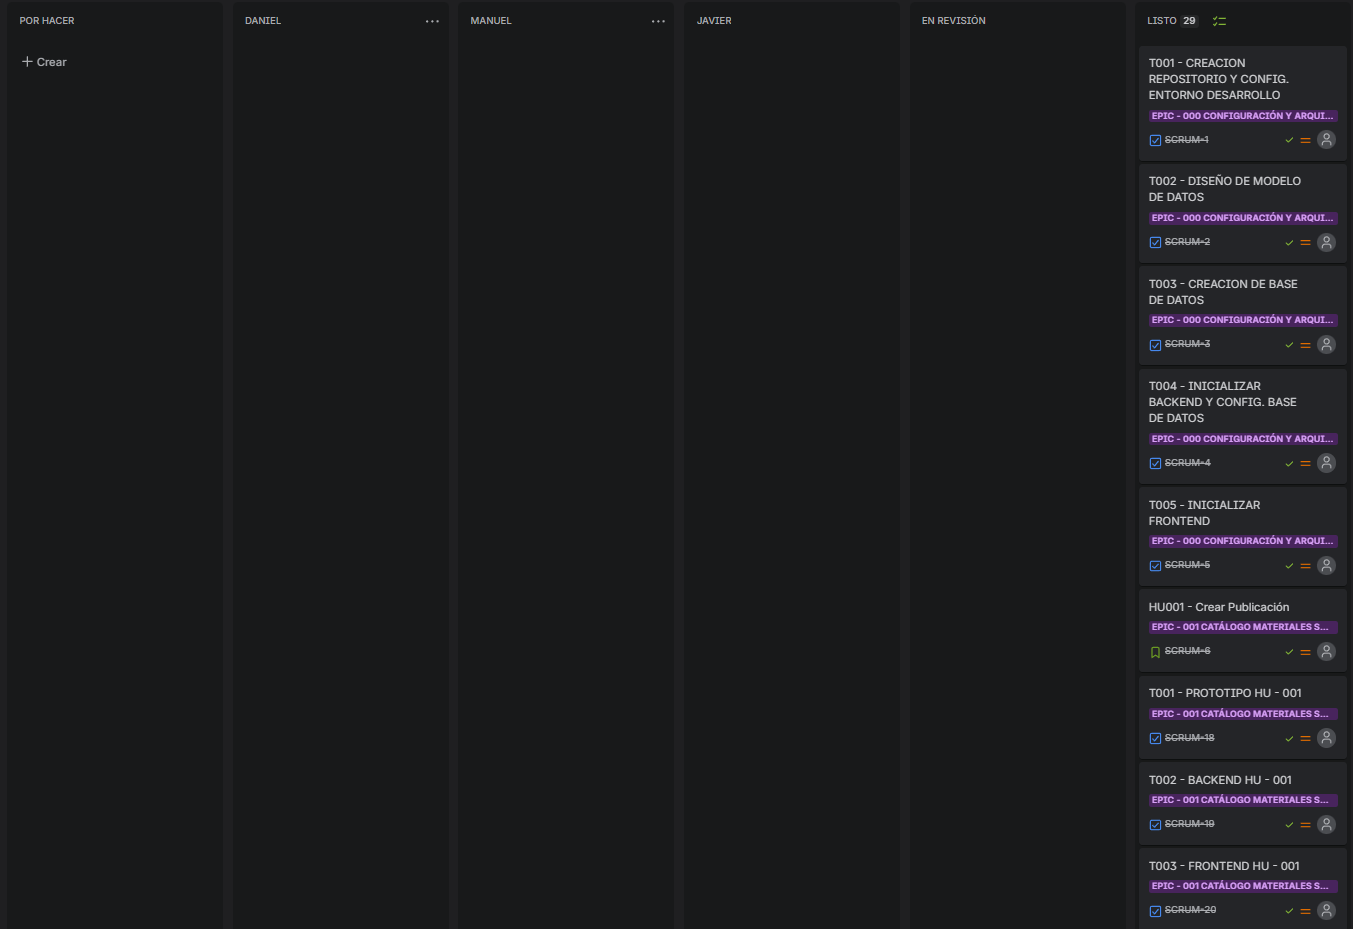 POR HACER
+ Crear
DANIEL
MANUEL
JAVIER
EN REVISIÓN
LISTO 29
T001 - CREACION
REPOSITORIO Y CONFIG.
ENTORNO DESARROLLO
EPIC - 000 CONFIGURACIÓN Y ARQUI...
SCRUM-1
T002 - DISEÑO DE MODELO
DE DATOS
EPIC - 000 CONFIGURACIÓN Y ARQUI...
SCRUM-2
T003 - CREACION DE BASE
DE DATOS
EPIC - 000 CONFIGURACIÓN Y ARQUI...
SCRUM-3
T004 - INICIALIZAR
BACKEND Y CONFIG. BASE
DE DATOS
EPIC - 000 CONFIGURACIÓN Y ARQUI...
SCRUM-4
T005 - INICIALIZAR
FRONTEND
EPIC - 000 CONFIGURACIÓN Y ARQUI...
SCRUM-5
HU001 - Crear Publicación
EPIC - 001 CATÁLOGO MATERIALES S...
SCRUM-6
T001 - PROTOTIPO HU - 001
EPIC - 001 CATÁLOGO MATERIALES S...
SCRUM-18
T002 - BACKEND HU - 001
EPIC - 001 CATÁLOGO MATERIALES S...
SCRUM-19
T003 - FRONTEND HU - 001
EPIC - 001 CATÁLOGO MATERIALES S...
SCRUM-20